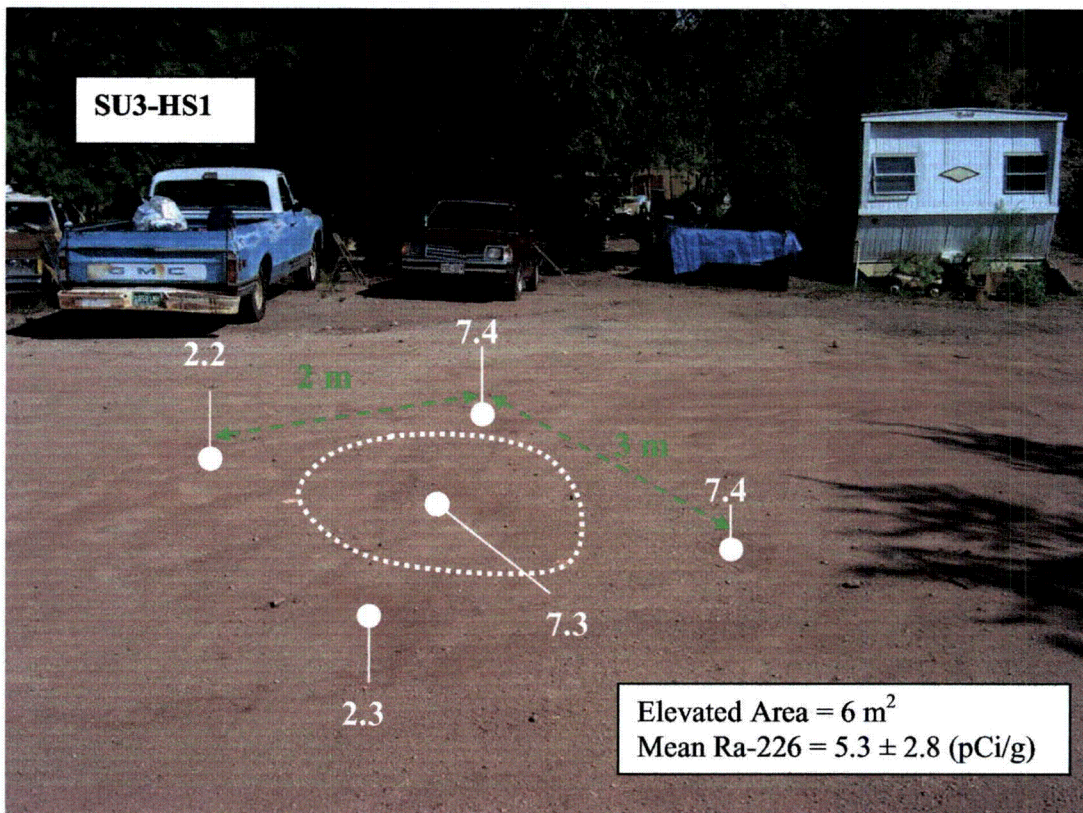 SU3-HS1
GMC
7.4
2.2
2 m
3 m
7.4
7.3
2.3
Elevated Area = 6 m²
Mean Ra-226 = 5.3 ± 2.8 (pCi/g)